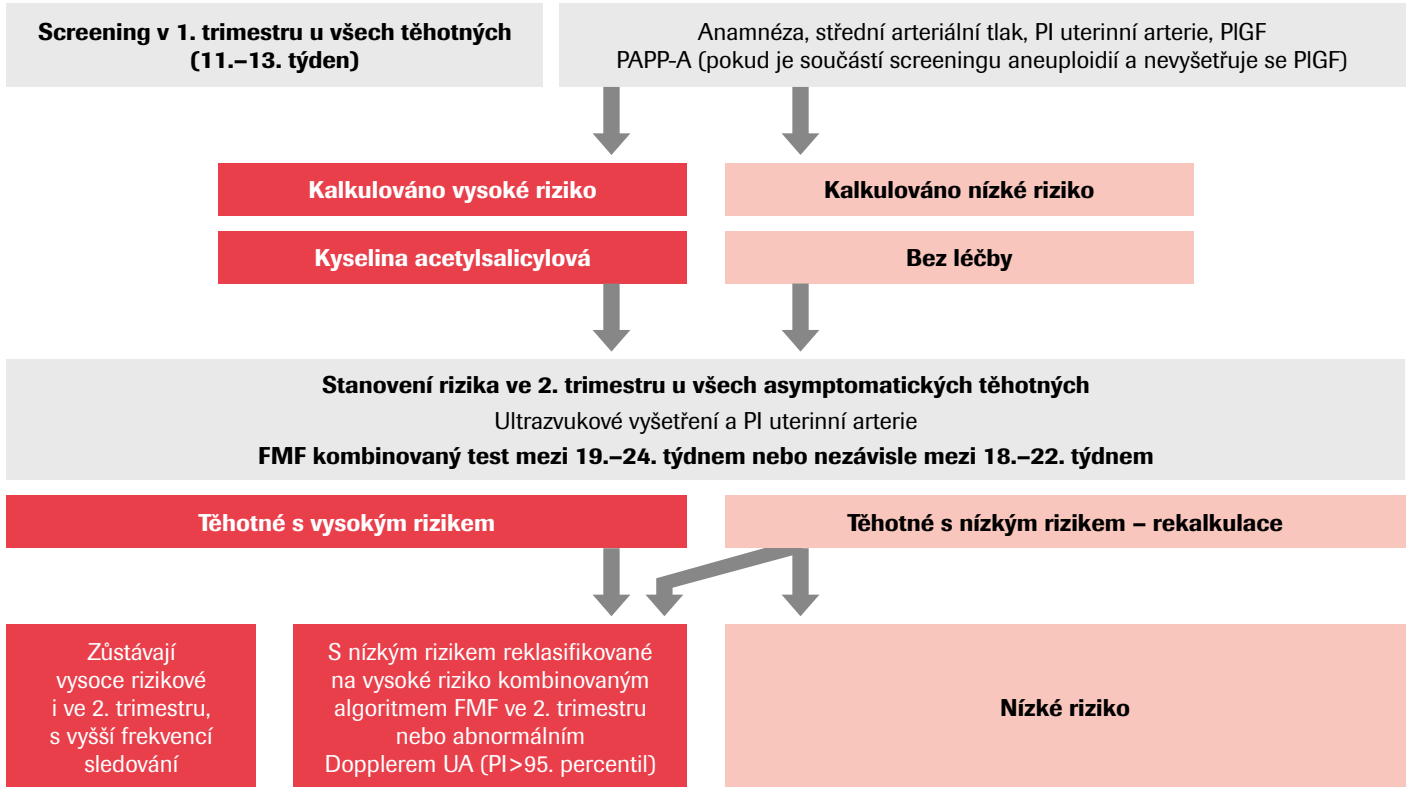 Screening v 1. trimestru u všech těhotných
(11.–13. týden)
Anamnéza, střední arteriální tlak, PI uterinní arterie, PlGF
PAPP-A (pokud je součástí screeningu aneuploidií a nevyšetřuje se PlGF)
Kalkulováno vysoké riziko
Kalkulováno nízké riziko
Kyselina acetylsalicylová
Bez léčby
Stanovení rizika ve 2. trimestru u všech asymptomatických těhotných
Ultrazvukové vyšetření a PI uterinní arterie
FMF kombinovaný test mezi 19.–24. týdnem nebo nezávisle mezi 18.–22. týdnem
Těhotné s vysokým rizikem
Těhotné s nízkým rizikem – rekalkulace
Zůstávají
vysoce rizikové
i ve 2. trimestru,
s vyšší frekvencí
sledování
S nízkým rizikem reklasifikované
na vysoké riziko kombinovaným
algoritmem FMF ve 2. trimestru
nebo abnormálním
Dopplerem UA (PI>95. percentil)
Nízké riziko